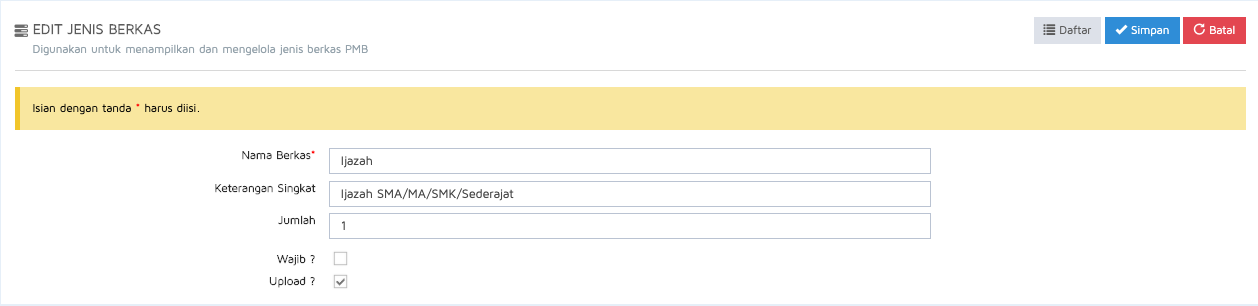 EDIT JENIS BERKAS
Digunakan untuk menampilkan dan mengelola jenis berkas PMB
Daftar
Simpan
Batal
Isian dengan tanda * harus diisi.
Nama Berkas*
Ijazah
Keterangan Singkat
Ijazah SMA/MA/SMK/Sederajat
Jumlah
1
Wajib ?
Upload ?